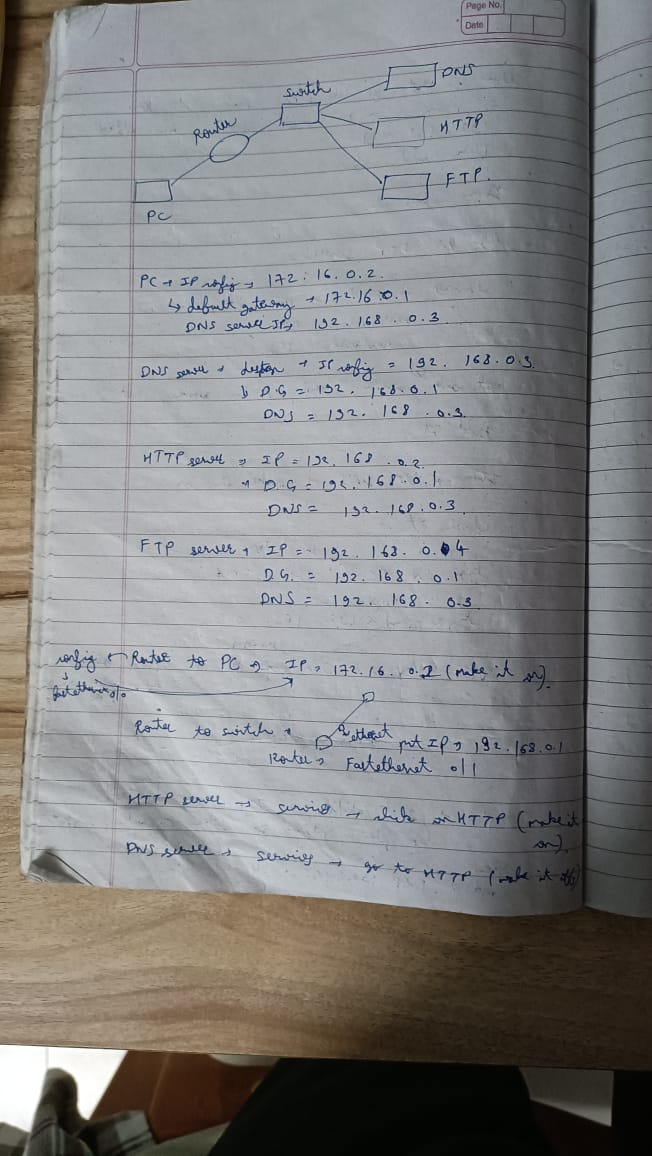 Page No.
Date
Switch
DNS
Router
HTTP
FTP.
PC
PC → IP config → 172.16.0.2.
↳ default gateway → 172.16.0.1
DNS server IP → 192.168.0.3
DNS server → desktop → IP config = 192.168.0.3.
↳ D.G = 192.168.0.1
DNS = 192.168.0.3.
HTTP server → IP = 192.168.0.2.
→ D.G = 192.168.0.1
DNS = 192.168.0.3.
FTP server → IP = 192.168.0.4
D.G. = 192.168.0.1
DNS = 192.168.0.3
config ← Router to PC → IP → 172.16.0.1 (make it on).
↓
fastethernet 0/0
Router to switch → put IP → 192.168.0.1
Router → Fastethernet 0/1
HTTP server → services → click on HTTP (make it on).
DNS server → services → go to HTTP (make it off)